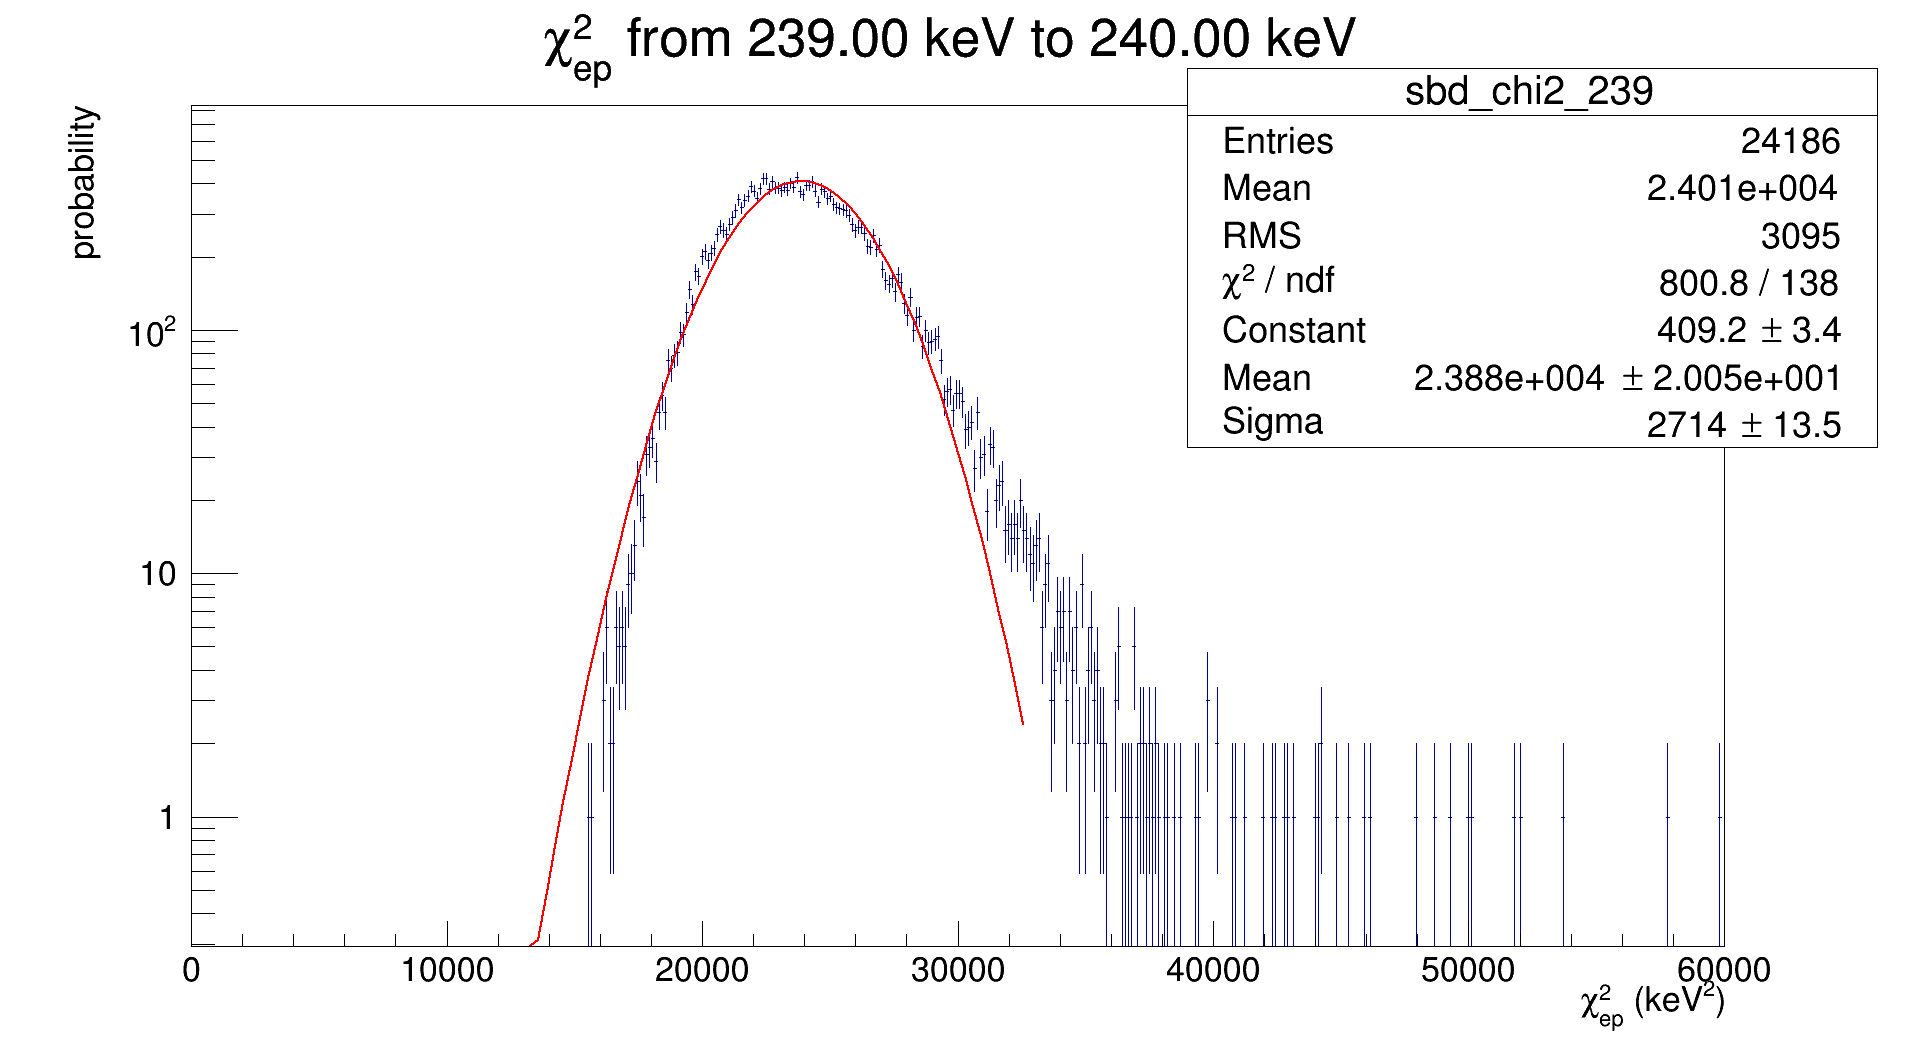 χ²ep from 239.00 keV to 240.00 keV
probability
sbd_chi2_239
Entries 24186
Mean 2.401e+004
RMS 3095
χ² / ndf 800.8 / 138
Constant 409.2 ± 3.4
Mean 2.388e+004 ± 2.005e+001
Sigma 2714 ± 13.5
10²
10
1
0 10000 20000 30000 40000 50000 60000
χ²ep (keV²)